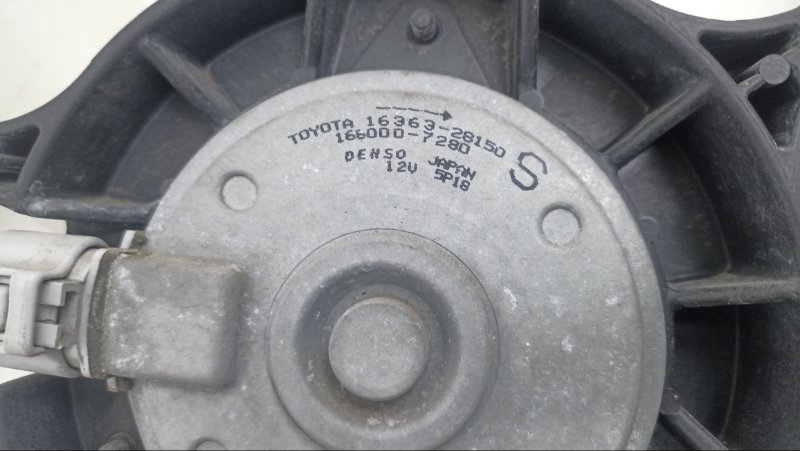 TOYOTA 16363-28150
166000-7280
DENSO JAPAN
12V 5P18
S